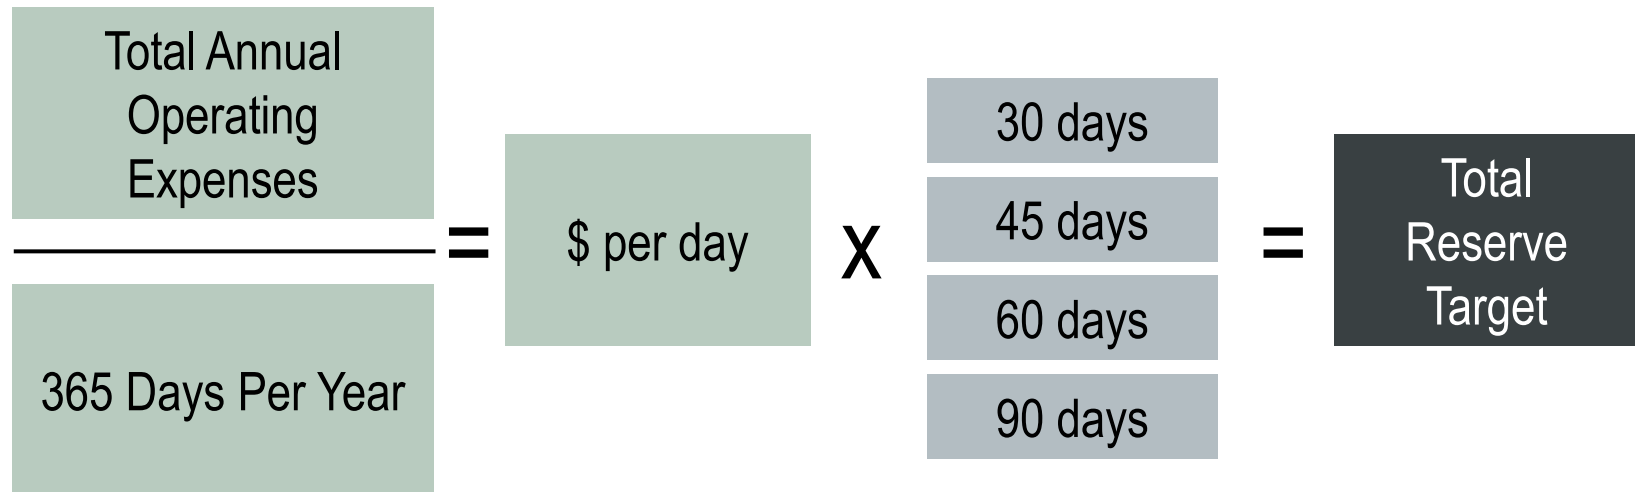 Total Annual
Operating
Expenses
365 Days Per Year
=
$ per day
x
30 days
45 days
60 days
90 days
=
Total
Reserve
Target